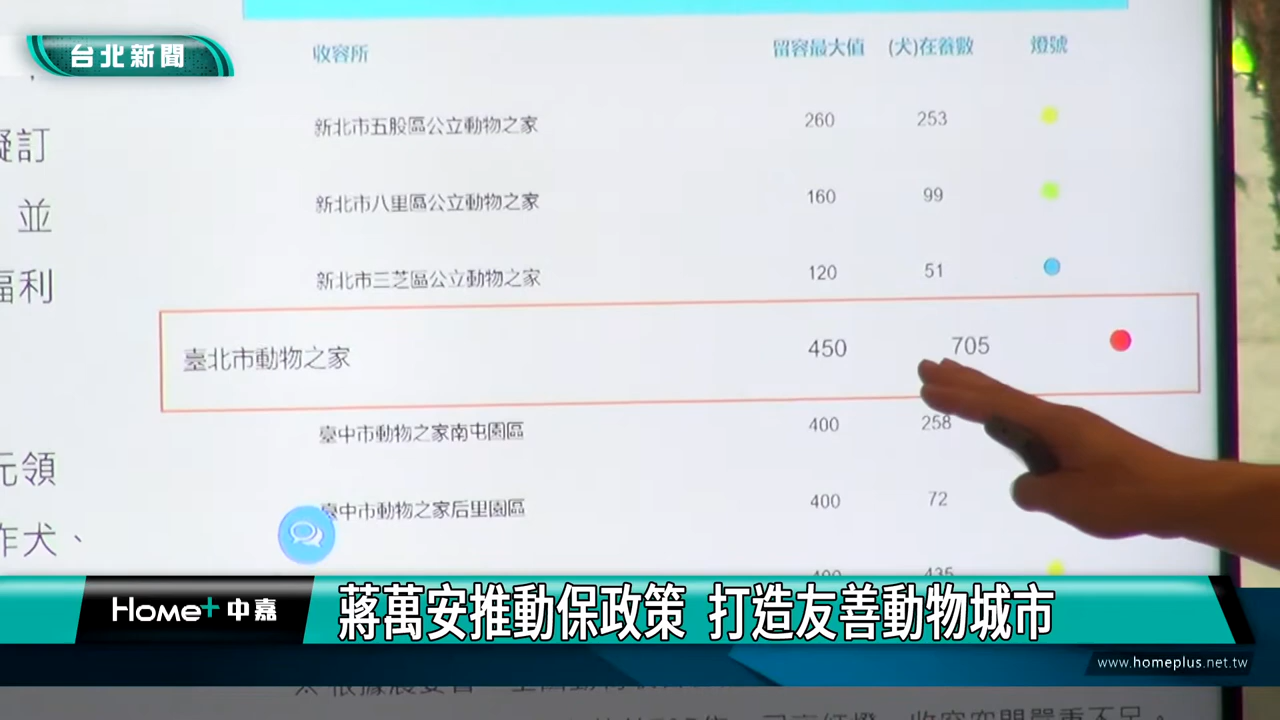 台北新聞
收容所 留容最大值 (犬)在養數 燈號
新北市五股區公立動物之家 260 253
新北市八里區公立動物之家 160 99
新北市三芝區公立動物之家 120 51
臺北市動物之家 450 705
臺中市動物之家南屯園區 400 258
臺中市動物之家后里園區 400 72
435
擬訂
並
福利
元領
作犬、
Home+中嘉
蔣萬安推動保政策 打造友善動物城市
www.homeplus.net.tw